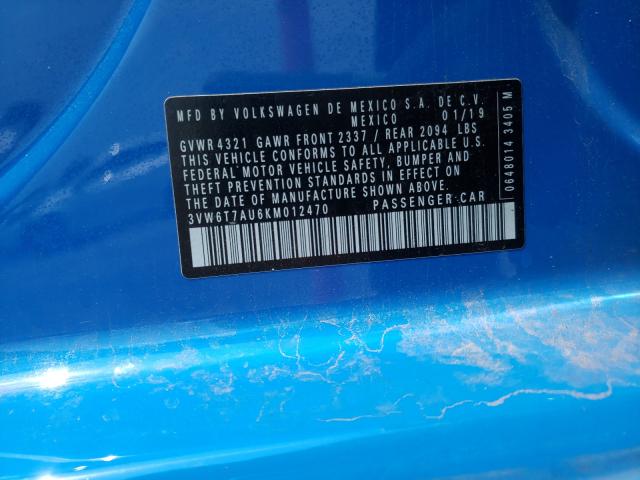 MFD BY VOLKSWAGEN DE MEXICO S.A. DE C.V.
MEXICO 01/19
GVWR 4321 GAWR FRONT 2337 / REAR 2094 LBS
THIS VEHICLE CONFORMS TO ALL APPLICABLE U.S.
FEDERAL MOTOR VEHICLE SAFETY, BUMPER AND
THEFT PREVENTION STANDARDS IN EFFECT ON
THE DATE OF MANUFACTURE SHOWN ABOVE.
3VW6T7AU6KM012470 PASSENGER CAR
0648014 3405 M